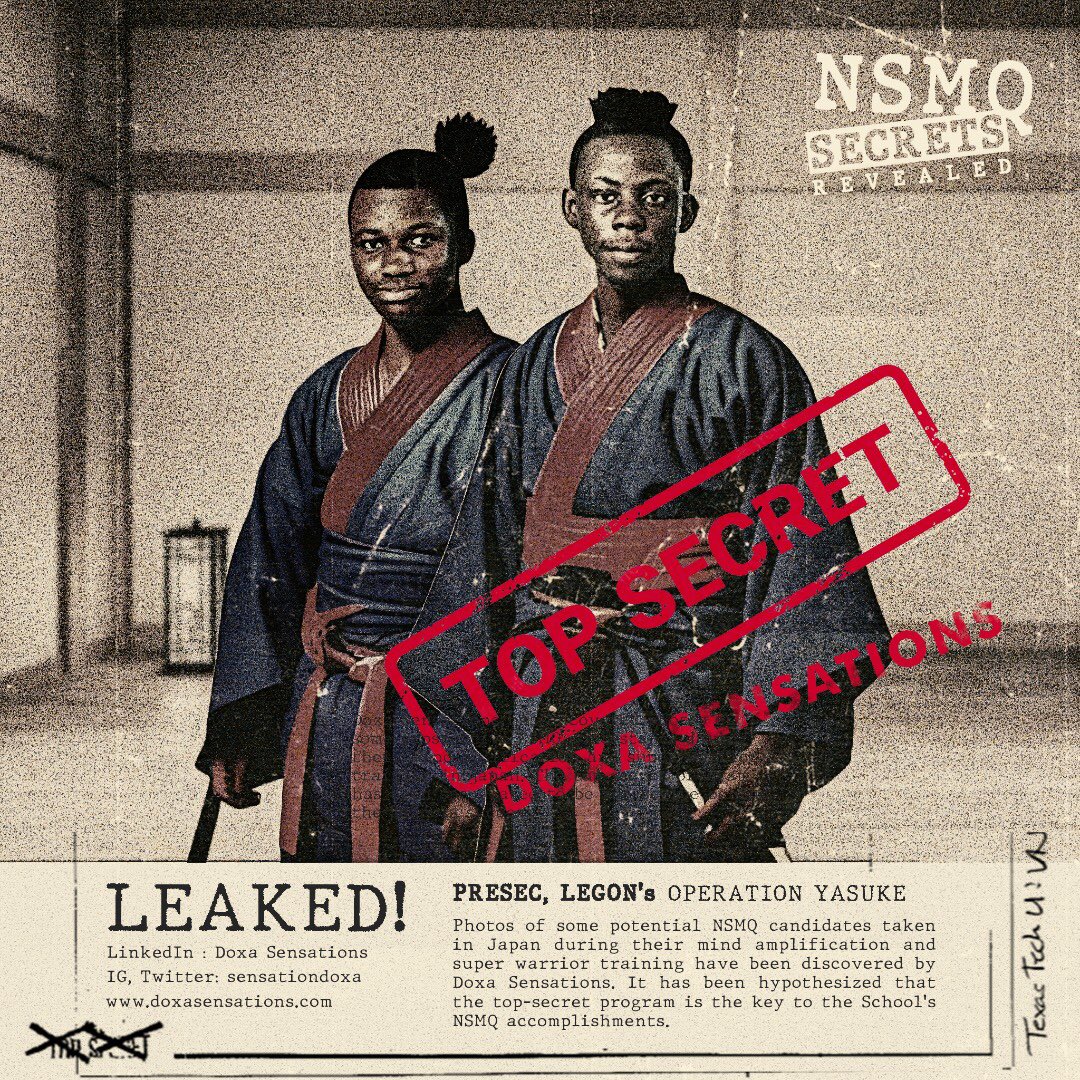 NSMQ
SECRETS
REVEALED
TOP SECRET
DOXA SENSATIONS
LEAKED!
LinkedIn : Doxa Sensations
IG, Twitter: sensationdoxa
www.doxasensations.com
TOP SECRET
PRESEC, LEGON's OPERATION YASUKE
Photos of some potential NSMQ candidates taken
in Japan during their mind amplification and
super warrior training have been discovered by
Doxa Sensations. It has been hypothesized that
the top-secret program is the key to the School's
NSMQ accomplishments.
Texas Tech U